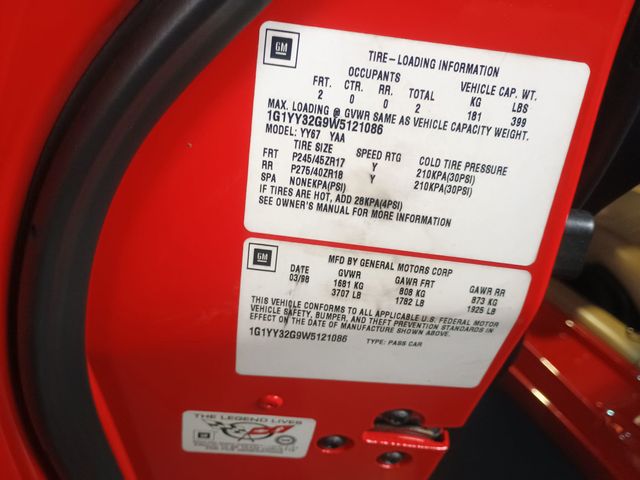 GM
TIRE-LOADING INFORMATION
OCCUPANTS
VEHICLE CAP. WT.
FRT. CTR. RR. TOTAL KG LBS
2 0 0 2 181 399
MAX. LOADING @ GVWR SAME AS VEHICLE CAPACITY WEIGHT.
1G1YY32G9W5121086
MODEL: YY67 YAA
TIRE SIZE SPEED RTG COLD TIRE PRESSURE
FRT P245/45ZR17 Y 210KPA(30PSI)
RR P275/40ZR18 Y 210KPA(30PSI)
SPA NONEKPA(PSI)
IF TIRES ARE HOT, ADD 28KPA(4PSI)
SEE OWNER'S MANUAL FOR MORE INFORMATION
GM
MFD BY GENERAL MOTORS CORP
DATE GVWR GAWR FRT GAWR RR
03/98 1681 KG 808 KG 873 KG
3707 LB 1782 LB 1925 LB
THIS VEHICLE CONFORMS TO ALL APPLICABLE U.S. FEDERAL MOTOR
VEHICLE SAFETY, BUMPER, AND THEFT PREVENTION STANDARDS IN
EFFECT ON THE DATE OF MANUFACTURE SHOWN ABOVE.
1G1YY32G9W5121086 TYPE: PASS CAR
THE LEGEND LIVES
GM